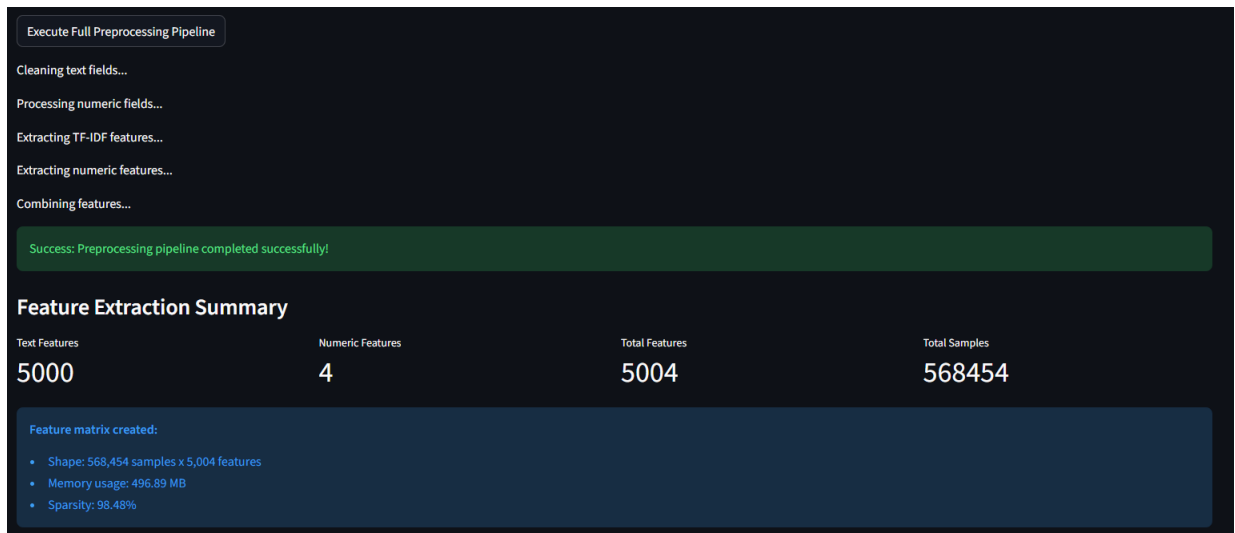 Execute Full Preprocessing Pipeline
Cleaning text fields...
Processing numeric fields...
Extracting TF-IDF features...
Extracting numeric features...
Combining features...
Success: Preprocessing pipeline completed successfully!
Feature Extraction Summary
Text Features Numeric Features Total Features Total Samples
5000 4 5004 568454
Feature matrix created:
• Shape: 568,454 samples x 5,004 features
• Memory usage: 496.89 MB
• Sparsity: 98.48%